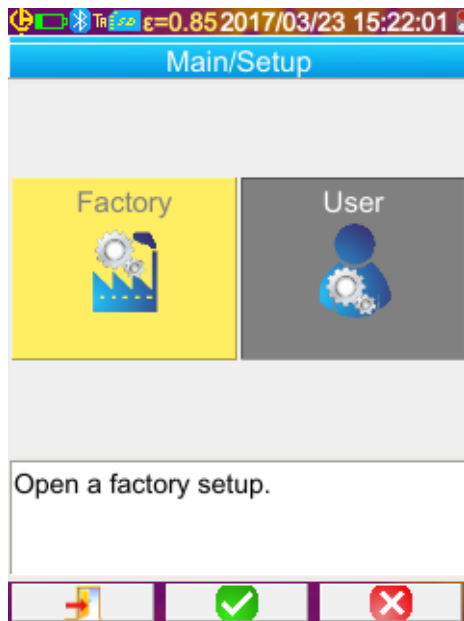 ε=0.85 2017/03/23 15:22:01
Main/Setup
Factory User
Open a factory setup.